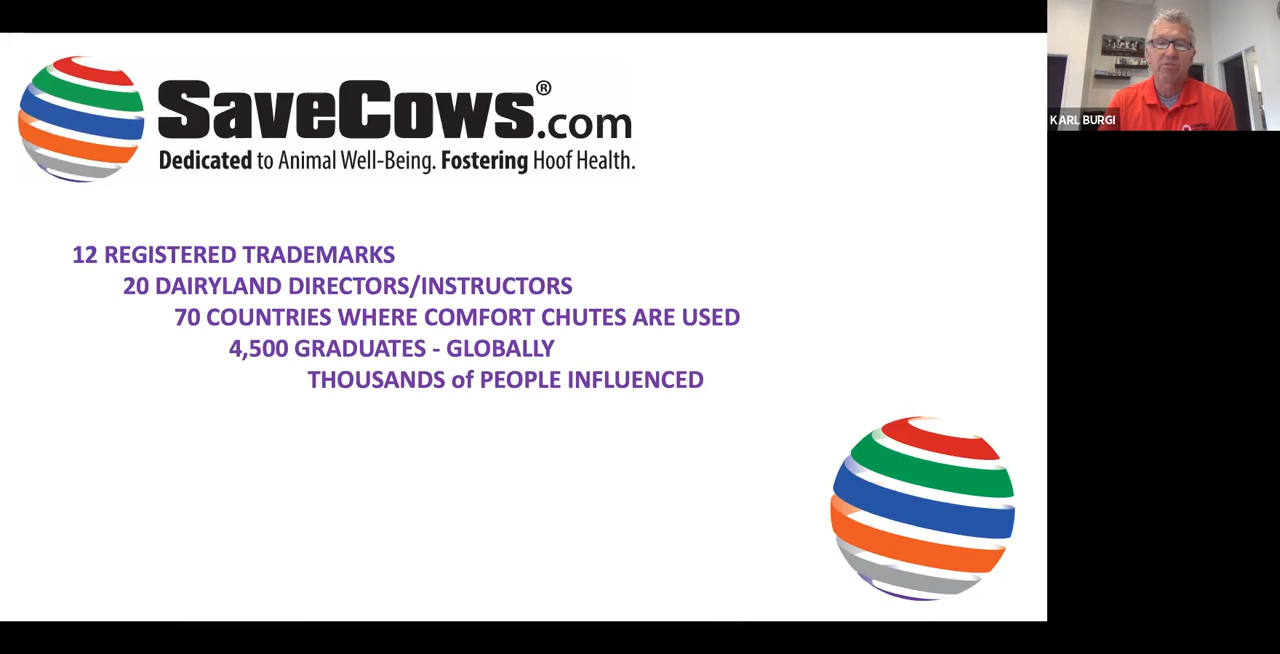 SaveCows®.com
Dedicated to Animal Well-Being. Fostering Hoof Health.
KARL BURGI
12 REGISTERED TRADEMARKS
20 DAIRYLAND DIRECTORS/INSTRUCTORS
70 COUNTRIES WHERE COMFORT CHUTES ARE USED
4,500 GRADUATES - GLOBALLY
THOUSANDS of PEOPLE INFLUENCED